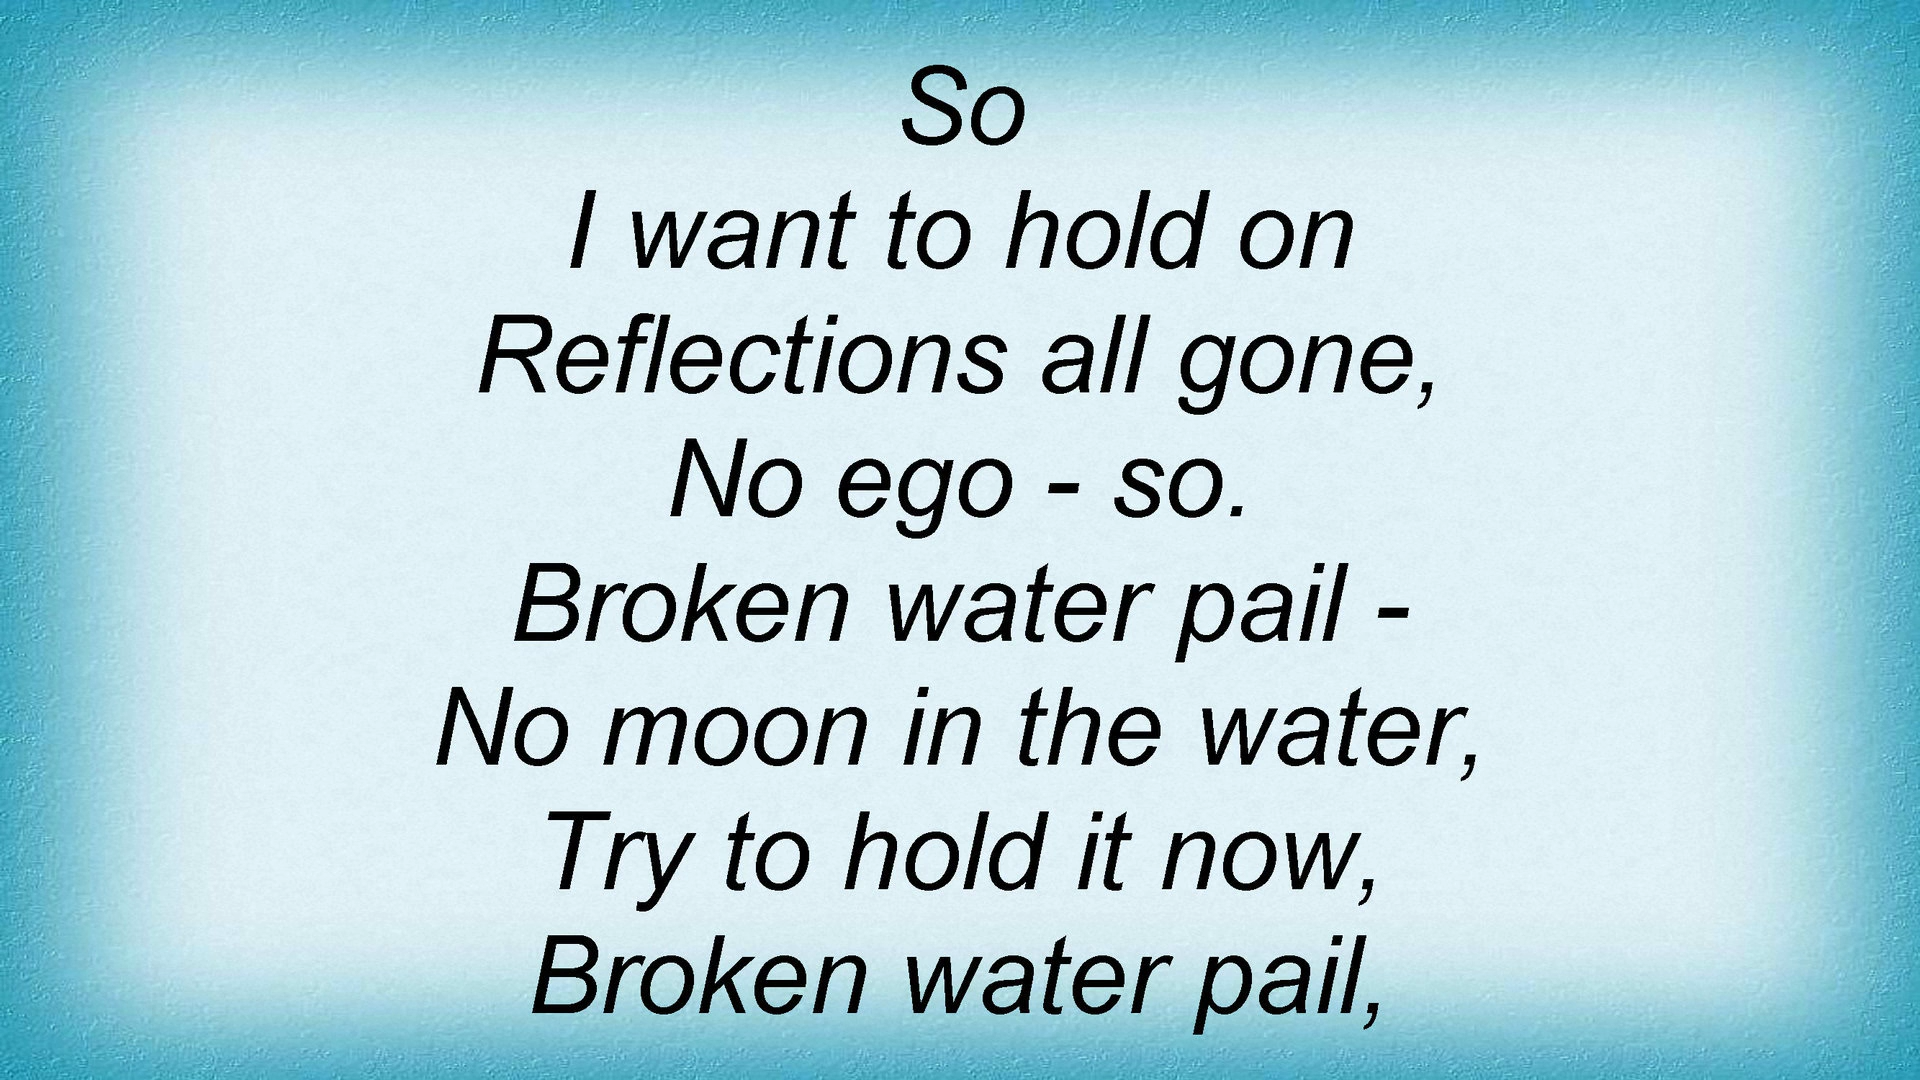 So
I want to hold on
Reflections all gone,
No ego - so.
Broken water pail -
No moon in the water,
Try to hold it now,
Broken water pail,